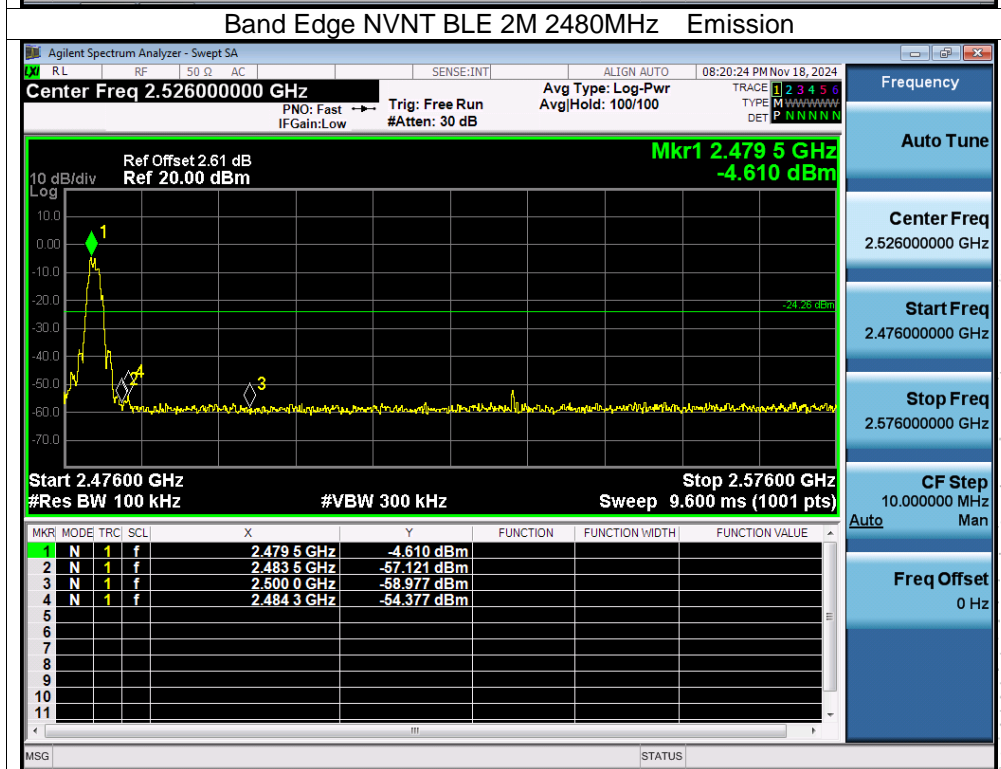 Band Edge NVNT BLE 2M 2480MHz Emission
Agilent Spectrum Analyzer - Swept SA
LXI RL RF 50 Ω AC SENSE:INT ALIGN AUTO 08:20:24 PM Nov 18, 2024
Center Freq 2.526000000 GHz
PNO: Fast
IFGain:Low
Trig: Free Run
#Atten: 30 dB
Avg Type: Log-Pwr
Avg|Hold: 100/100
TRACE 1 2 3 4 5 6
TYPE M WWWWW
DET P N N N N N
Mkr1 2.479 5 GHz
-4.610 dBm
Ref Offset 2.61 dB
10 dB/div Ref 20.00 dBm
Log
10.0
0.00
-10.0
-20.0
-30.0
-40.0
-50.0
-60.0
-70.0
1
2
4
3
-24.26 dBm
Start 2.47600 GHz Stop 2.57600 GHz
#Res BW 100 kHz #VBW 300 kHz Sweep 9.600 ms (1001 pts)
MKR MODE TRC SCL X Y FUNCTION FUNCTION WIDTH FUNCTION VALUE
1 N 1 f 2.479 5 GHz -4.610 dBm
2 N 1 f 2.483 5 GHz -57.121 dBm
3 N 1 f 2.500 0 GHz -58.977 dBm
4 N 1 f 2.484 3 GHz -54.377 dBm
5
6
7
8
9
10
11
MSG STATUS
Frequency
Auto Tune
Center Freq
2.526000000 GHz
Start Freq
2.476000000 GHz
Stop Freq
2.576000000 GHz
CF Step
10.000000 MHz
Auto Man
Freq Offset
0 Hz